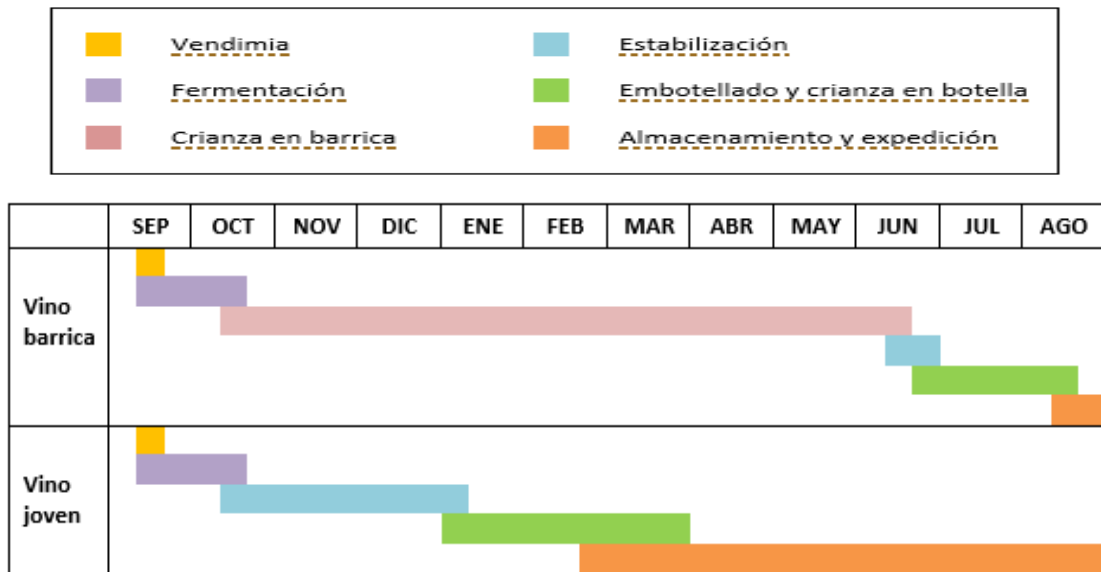 Vendimia Estabilización
Fermentación Embotellado y crianza en botella
Crianza en barrica Almacenamiento y expedición
SEP OCT NOV DIC ENE FEB MAR ABR MAY JUN JUL AGO
Vino
barrica
Vino
joven